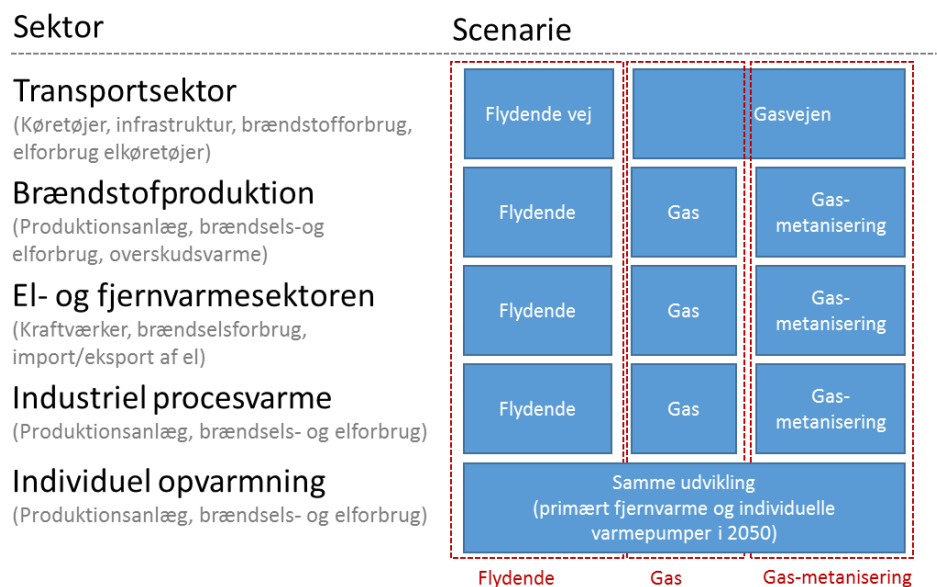 Sektor
Scenarie
Transportsektor
(Køretøjer, infrastruktur, brændstofforbrug,
elforbrug elkøretøjer)
Flydende vej
Gasvejen
Brændstofproduktion
(Produktionsanlæg, brændsels-og
elforbrug, overskudsvarme)
Flydende
Gas
Gas-
metanisering
El- og fjernvarmesektoren
(Kraftværker, brændselsforbrug,
import/eksport af el)
Flydende
Gas
Gas-
metanisering
Industriel procesvarme
(Produktionsanlæg, brændsels- og elforbrug)
Flydende
Gas
Gas-
metanisering
Individuel opvarmning
(Produktionsanlæg, brændsels- og elforbrug)
Samme udvikling
(primært fjernvarme og individuelle
varmepumper i 2050)
Flydende
Gas
Gas-metanisering